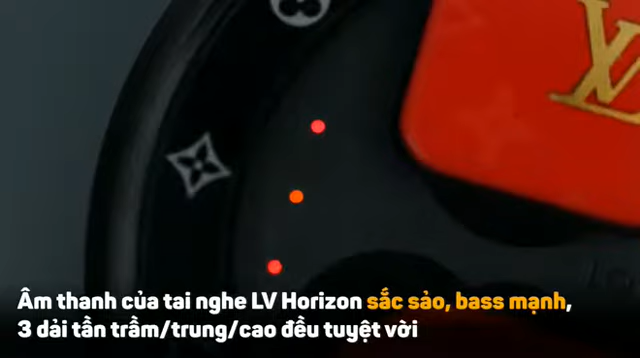 LV
Âm thanh của tai nghe LV Horizon sắc sảo, bass mạnh,
3 dải tần trầm/trung/cao đều tuyệt vời